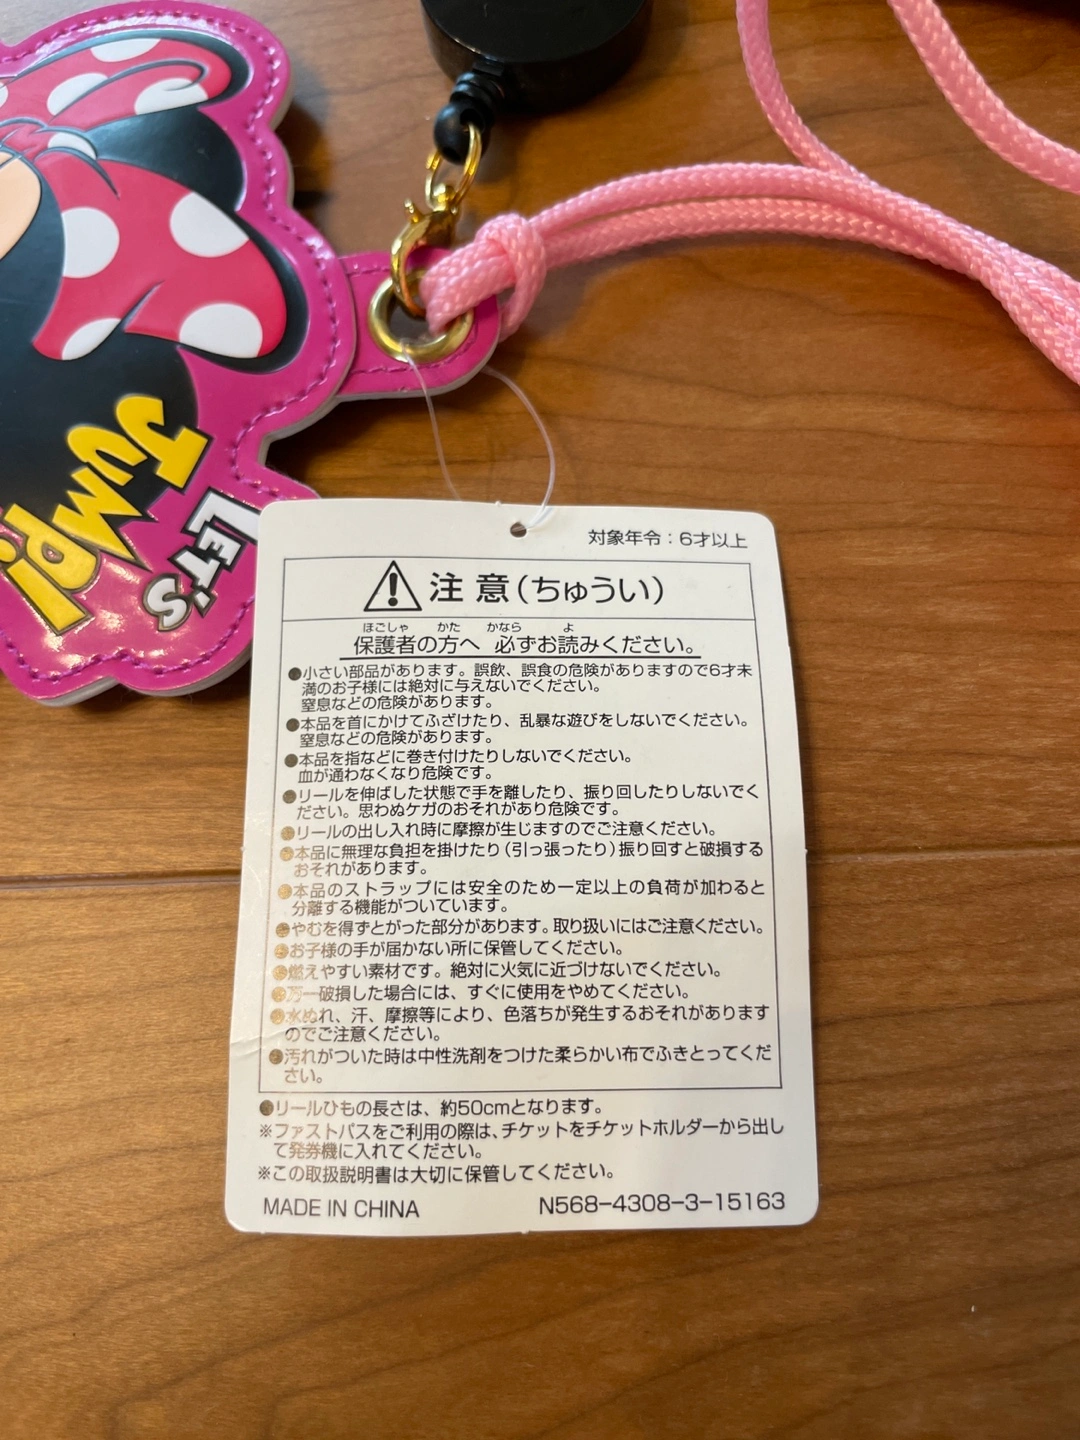 LET'S
JUMP!
対象年令：6才以上
注意(ちゅうい)
ほごしゃ かた かなら よ
保護者の方へ 必ずお読みください。
●小さい部品があります。誤飲、誤食の危険がありますので6才未
満のお子様には絶対に与えないでください。
窒息などの危険があります。
●本品を首にかけてふざけたり、乱暴な遊びをしないでください。
窒息などの危険があります。
●本品を指などに巻き付けたりしないでください。
血が通わなくなり危険です。
●リールを伸ばした状態で手を離したり、振り回したりしないでく
ださい。思わぬケガのおそれがあり危険です。
●リールの出し入れ時に摩擦が生じますのでご注意ください。
●本品に無理な負担を掛けたり(引っ張ったり)振り回すと破損する
おそれがあります。
●本品のストラップには安全のため一定以上の負荷が加わると
分離する機能がついています。
●やむを得ずとがった部分があります。取り扱いにはご注意ください。
●お子様の手が届かない所に保管してください。
●燃えやすい素材です。絶対に火気に近づけないでください。
●万一破損した場合には、すぐに使用をやめてください。
●水ぬれ、汗、摩擦等により、色落ちが発生するおそれがあります
のでご注意ください。
●汚れがついた時は中性洗剤をつけた柔らかい布でふきとってくだ
さい。
●リールひもの長さは、約50cmとなります。
※ファストパスをご利用の際は、チケットをチケットホルダーから出し
て発券機に入れてください。
※この取扱説明書は大切に保管してください。
MADE IN CHINA
N568-4308-3-15163